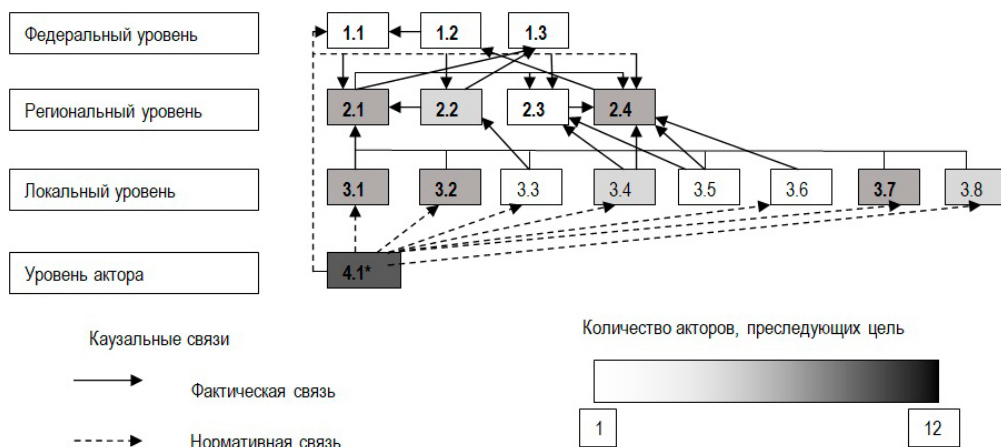 Федеральный уровень
1.1 1.2 1.3
Региональный уровень
2.1 2.2 2.3 2.4
Локальный уровень
3.1 3.2 3.3 3.4 3.5 3.6 3.7 3.8
Уровень актора
4.1*
Каузальные связи
Количество акторов, преследующих цель
Фактическая связь
1 12
Нормативная связь